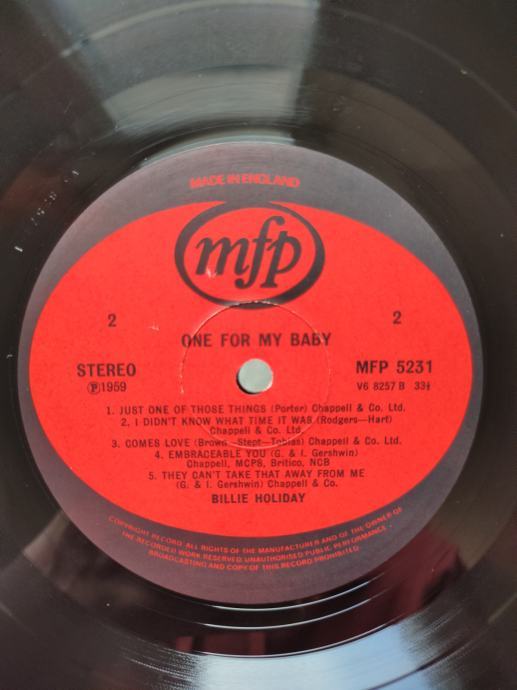 MADE IN ENGLAND
mfp
2 2
ONE FOR MY BABY
STEREO MFP 5231
Ⓟ1959 V6 8257 B 33⅓
1. JUST ONE OF THOSE THINGS (Porter) Chappell & Co. Ltd.
2. I DIDN'T KNOW WHAT TIME IT WAS (Rodgers—Hart)
Chappell & Co. Ltd.
3. COMES LOVE (Brown—Stept—Tobias) Chappell & Co. Ltd.
4. EMBRACEABLE YOU (G. & I. Gershwin)
Chappell, MCPS, Britico, NCB
5. THEY CAN'T TAKE THAT AWAY FROM ME
(G. & I. Gershwin) Chappell & Co.
BILLIE HOLIDAY
COPYRIGHT RECORD ALL RIGHTS OF THE MANUFACTURER AND OF THE OWNER OF
THE RECORDED WORK RESERVED UNAUTHORISED PUBLIC PERFORMANCE -
BROADCASTING AND COPY OF THIS RECORD PROHIBITED.